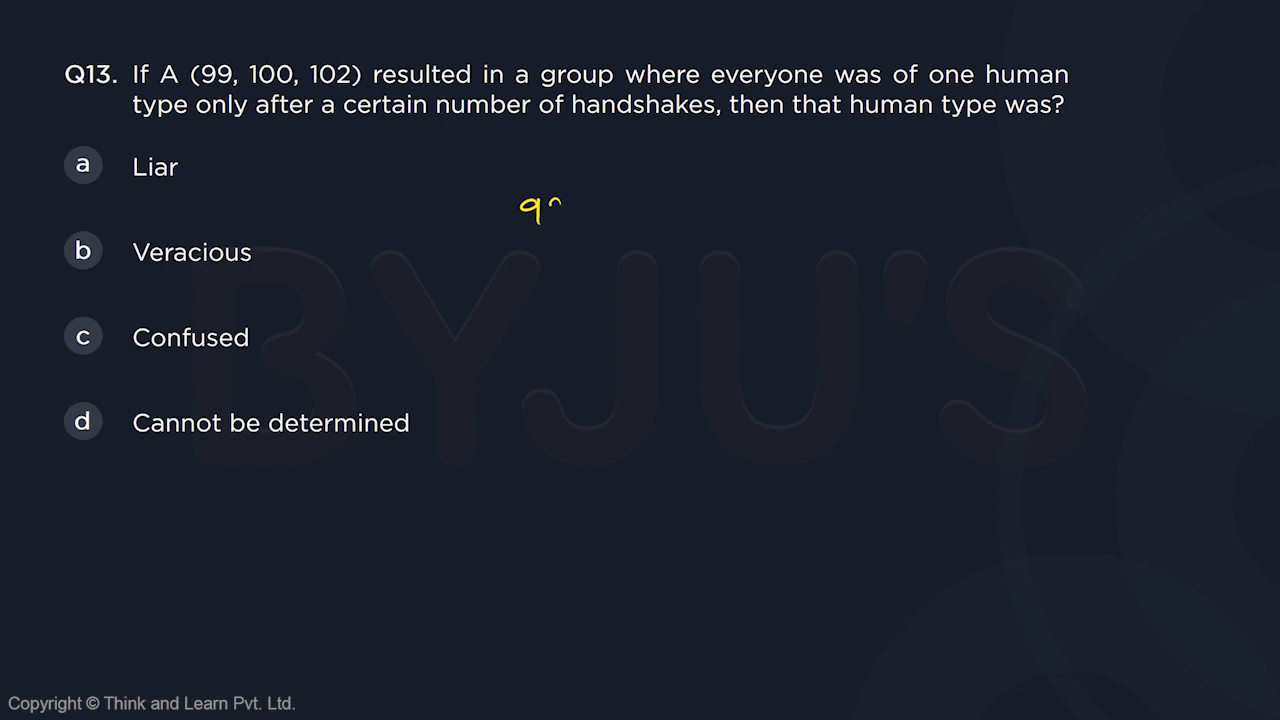 Q13. If A (99, 100, 102) resulted in a group where everyone was of one human
type only after a certain number of handshakes, then that human type was?
a Liar
9
b Veracious
BYJU'S
c Confused
d Cannot be determined
Copyright © Think and Learn Pvt. Ltd.